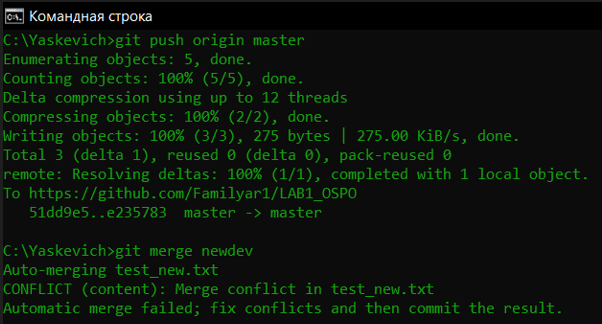 Командная строка
C:\Yaskevich>git push origin master
Enumerating objects: 5, done.
Counting objects: 100% (5/5), done.
Delta compression using up to 12 threads
Compressing objects: 100% (2/2), done.
Writing objects: 100% (3/3), 275 bytes | 275.00 KiB/s, done.
Total 3 (delta 1), reused 0 (delta 0), pack-reused 0
remote: Resolving deltas: 100% (1/1), completed with 1 local object.
To https://github.com/Familyar1/LAB1_OSPO
   51dd9e5..e235783  master -> master

C:\Yaskevich>git merge newdev
Auto-merging test_new.txt
CONFLICT (content): Merge conflict in test_new.txt
Automatic merge failed; fix conflicts and then commit the result.